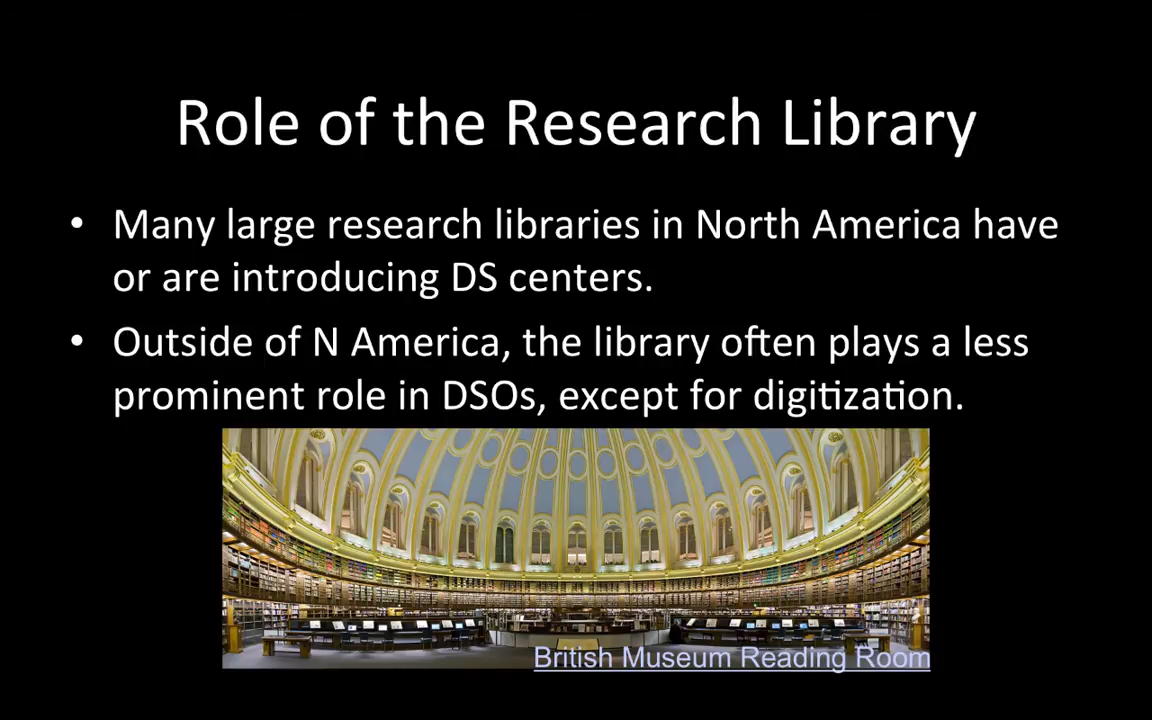 Role of the Research Library
• Many large research libraries in North America have
or are introducing DS centers.
• Outside of N America, the library often plays a less
prominent role in DSOs, except for digitization.
British Museum Reading Room